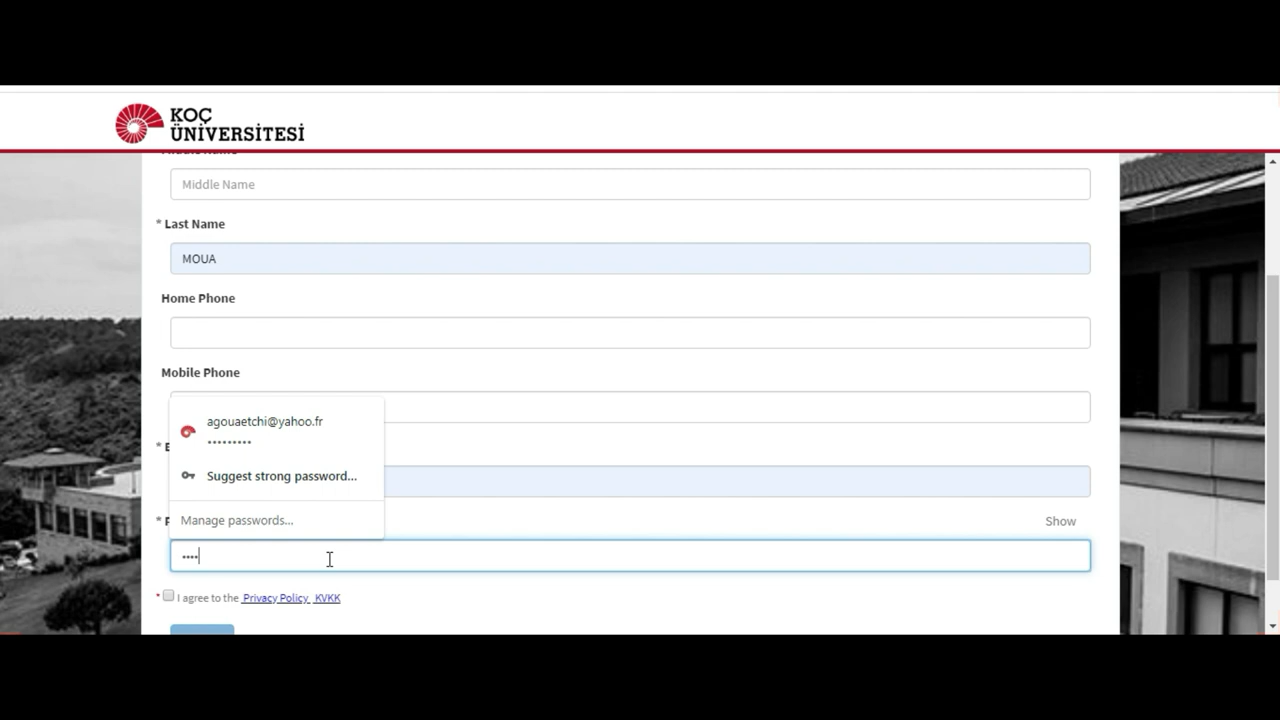 KOÇ
ÜNİVERSİTESİ
Middle Name
* Last Name
MOUA
Home Phone
Mobile Phone
agouaetchi@yahoo.fr
•••••••••
*
Suggest strong password...
Manage passwords...
*
Show
••••
* I agree to the Privacy Policy KVKK